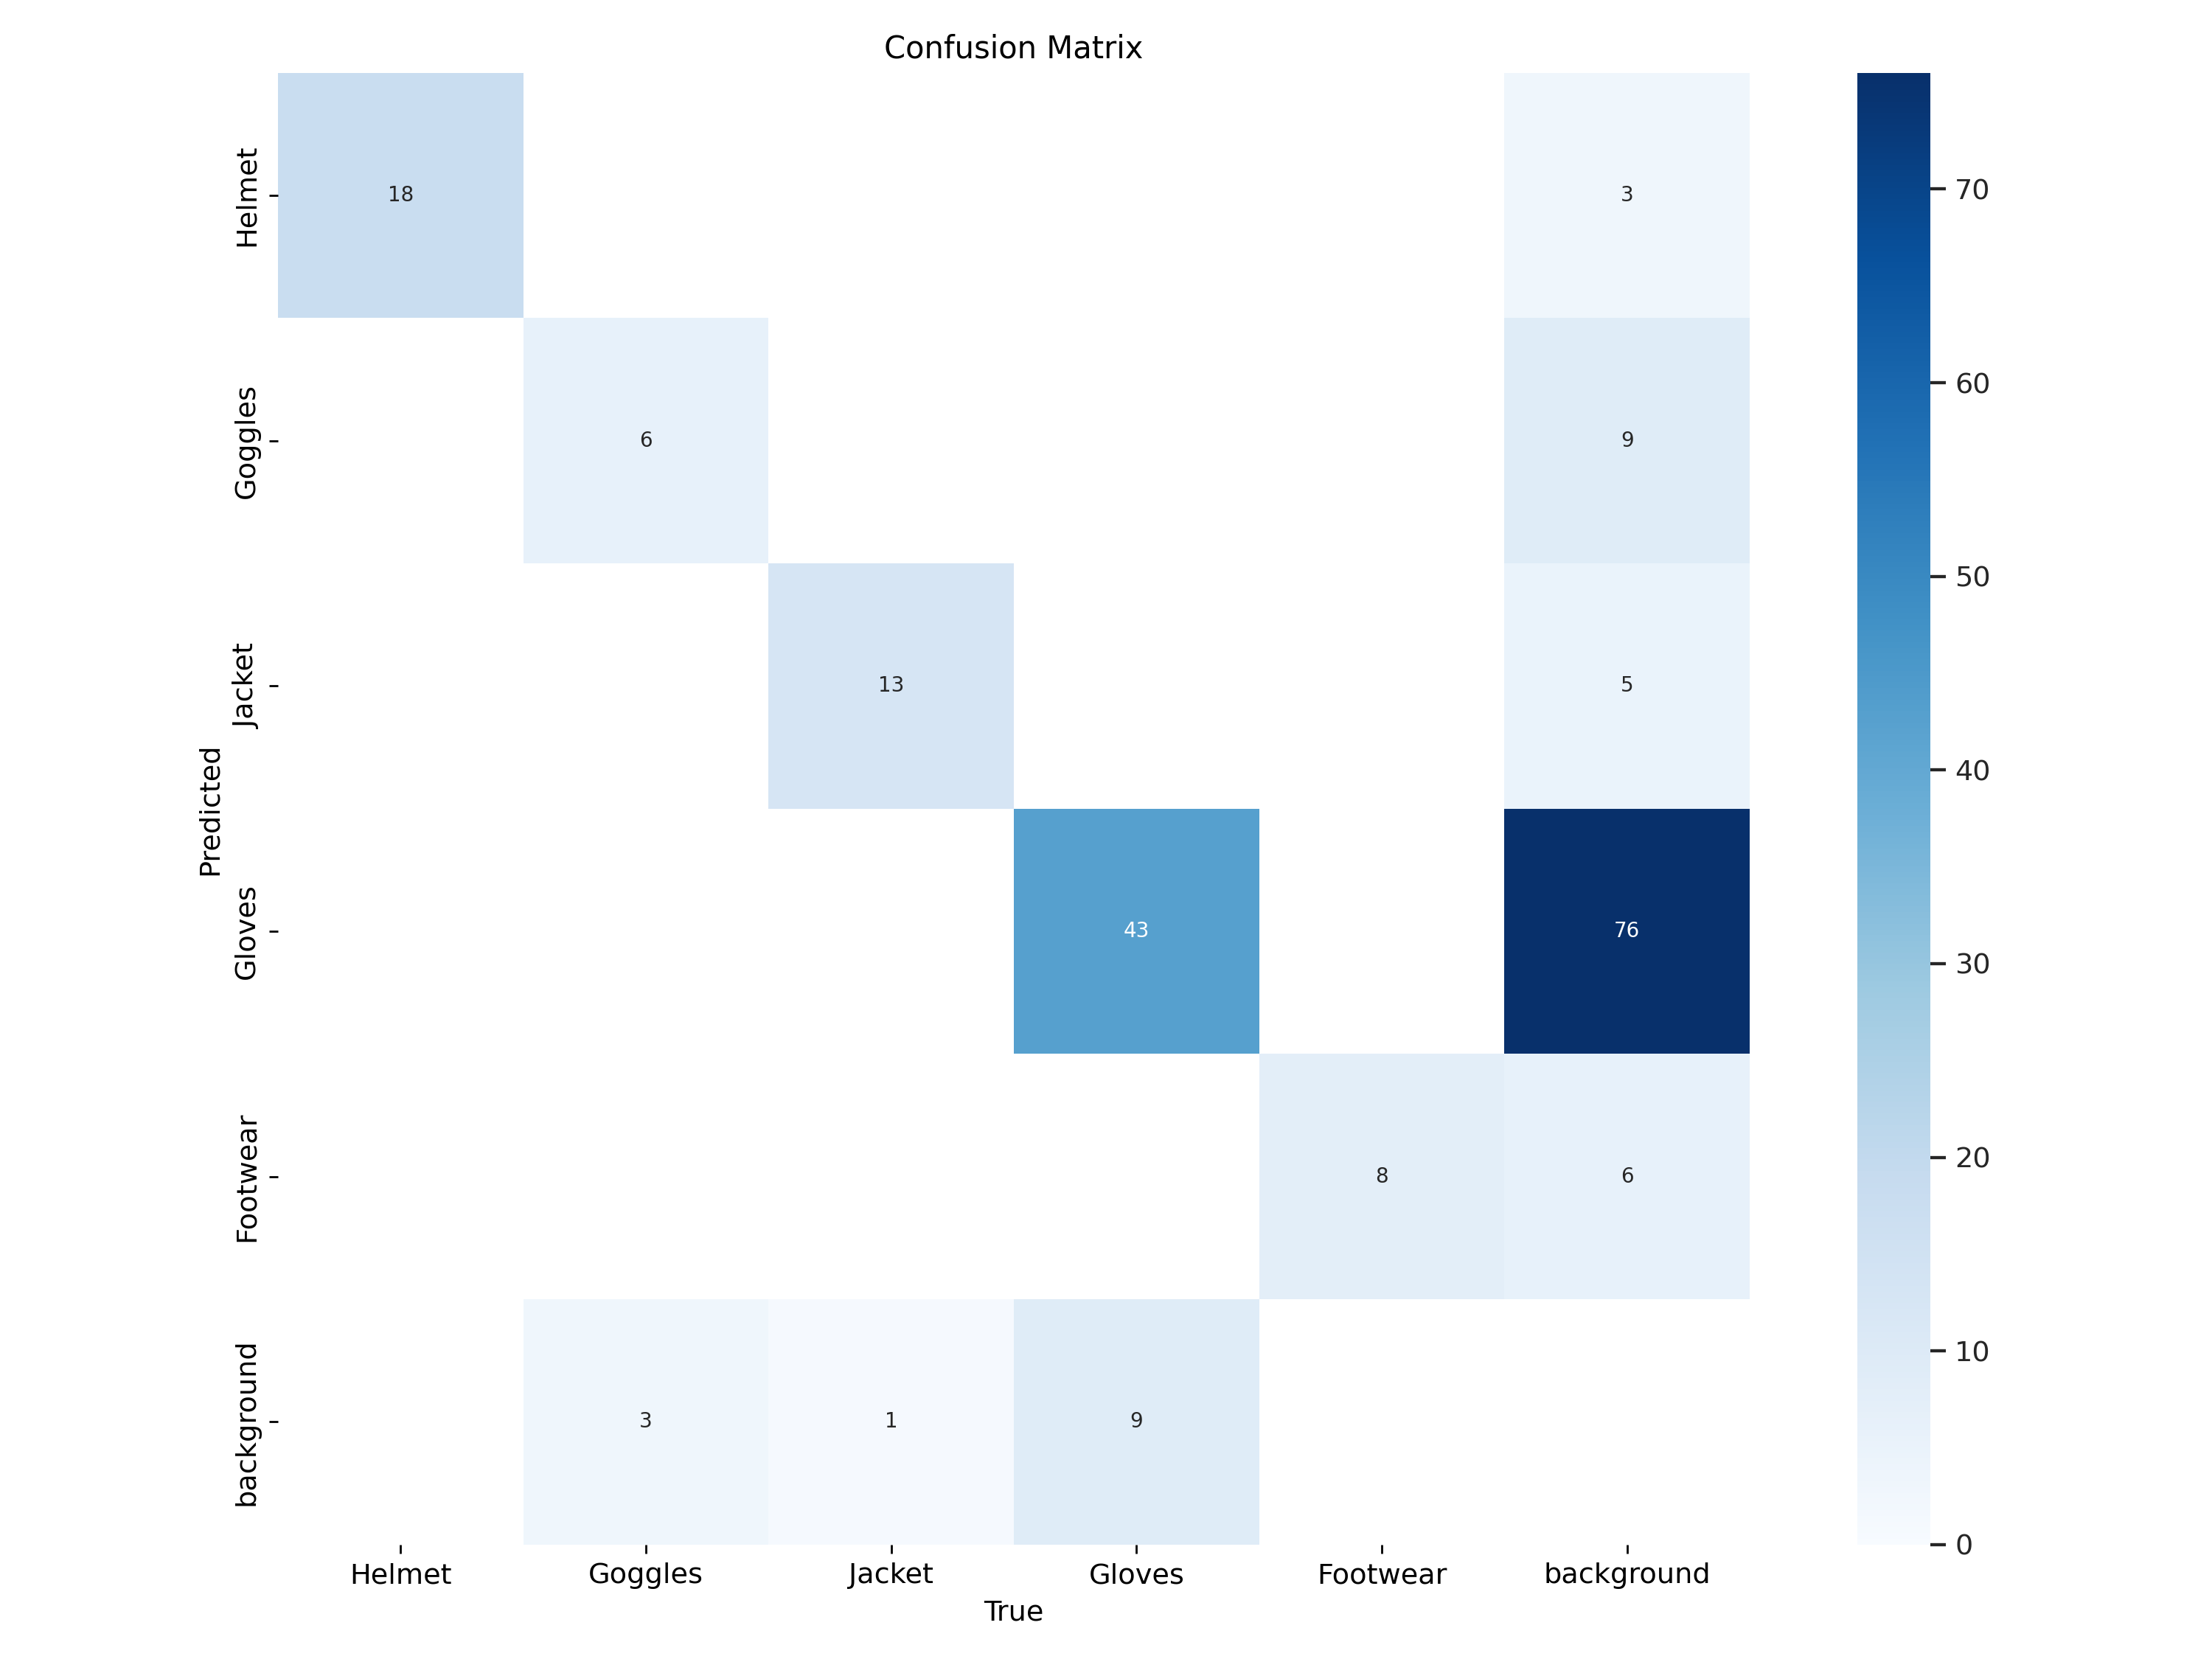 Confusion Matrix
Helmet
18
3
70
60
Goggles
6
9
50
Jacket
13
5
40
Predicted
Gloves
43
76
30
20
Footwear
8
6
10
background
3
1
9
0
Helmet Goggles Jacket Gloves Footwear background
True